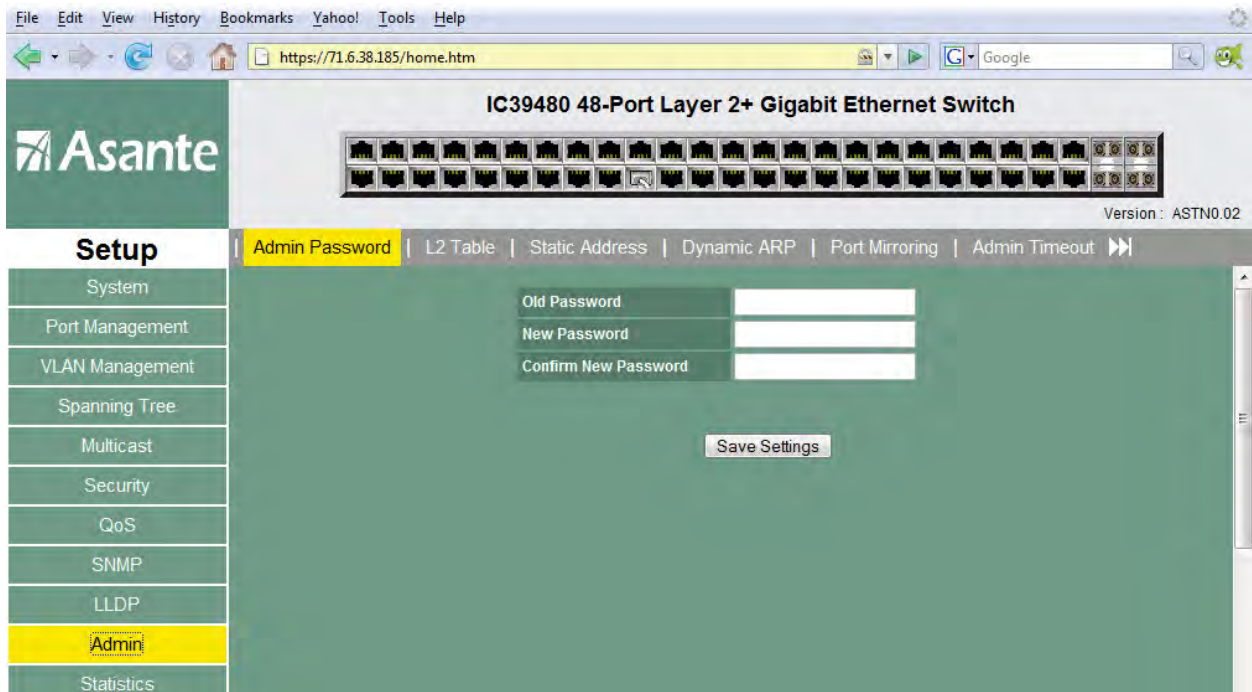 File Edit View History Bookmarks Yahoo! Tools Help
https://71.6.38.185/home.htm
G Google
Asante
IC39480 48-Port Layer 2+ Gigabit Ethernet Switch
Version : ASTN0.02
Setup
| Admin Password | L2 Table | Static Address | Dynamic ARP | Port Mirroring | Admin Timeout
System
Port Management
VLAN Management
Spanning Tree
Multicast
Security
QoS
SNMP
LLDP
Admin
Statistics
Old Password
New Password
Confirm New Password
Save Settings